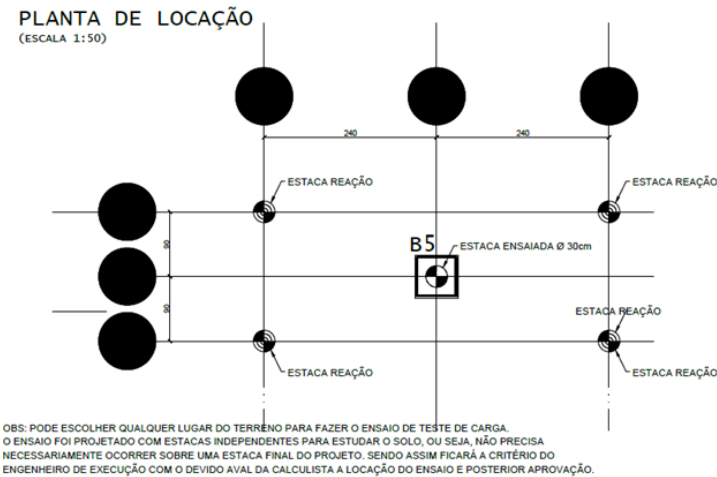 PLANTA DE LOCAÇÃO
(ESCALA 1:50)
240
240
ESTACA REAÇÃO
ESTACA REAÇÃO
90
B5
ESTACA ENSAIADA Ø 30cm
90
ESTACA REAÇÃO
ESTACA REAÇÃO
ESTACA REAÇÃO
OBS: PODE ESCOLHER QUALQUER LUGAR DO TERRENO PARA FAZER O ENSAIO DE TESTE DE CARGA.
O ENSAIO FOI PROJETADO COM ESTACAS INDEPENDENTES PARA ESTUDAR O SOLO, OU SEJA, NÃO PRECISA
NECESSARIAMENTE OCORRER SOBRE UMA ESTACA FINAL DO PROJETO. SENDO ASSIM FICARÁ A CRITÉRIO DO
ENGENHEIRO DE EXECUÇÃO COM O DEVIDO AVAL DA CALCULISTA A LOCAÇÃO DO ENSAIO E POSTERIOR APROVAÇÃO.